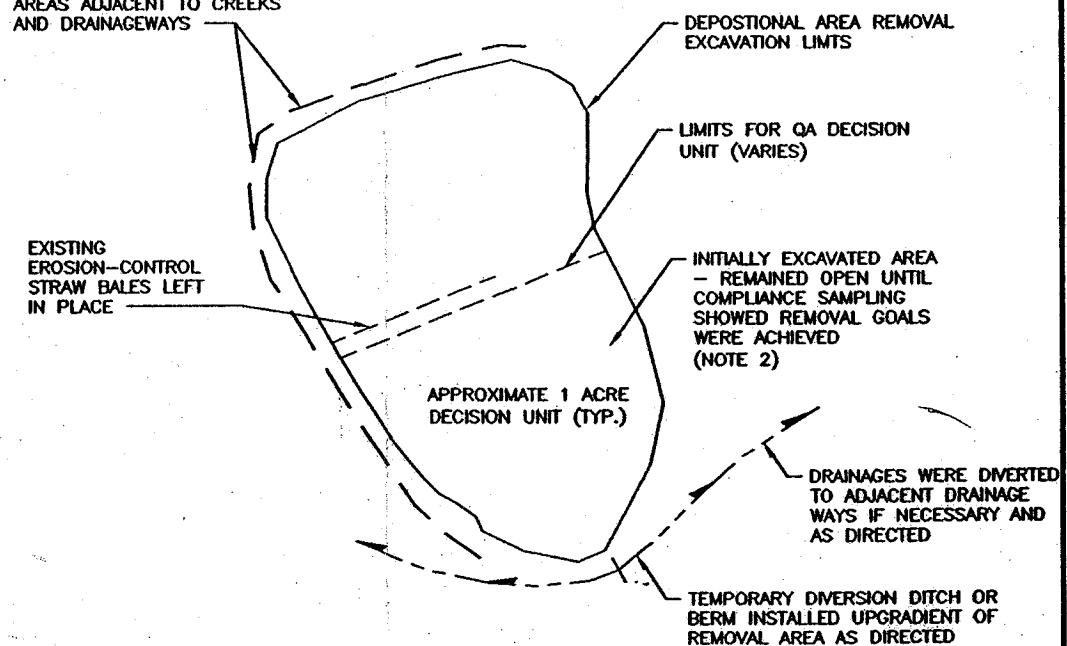 AREAS ADJACENT TO CREEKS
AND DRAINAGEWAYS
DEPOSTIONAL AREA REMOVAL
EXCAVATION LIMTS
LIMITS FOR QA DECISION
UNIT (VARIES)
EXISTING
EROSION-CONTROL
STRAW BALES LEFT
IN PLACE
INITIALLY EXCAVATED AREA
- REMAINED OPEN UNTIL
COMPLIANCE SAMPLING
SHOWED REMOVAL GOALS
WERE ACHIEVED
(NOTE 2)
APPROXIMATE 1 ACRE
DECISION UNIT (TYP.)
DRAINAGES WERE DIVERTED
TO ADJACENT DRAINAGE
WAYS IF NECESSARY AND
AS DIRECTED
TEMPORARY DIVERSION DITCH OR
BERM INSTALLED UPGRADIENT OF
REMOVAL AREA AS DIRECTED